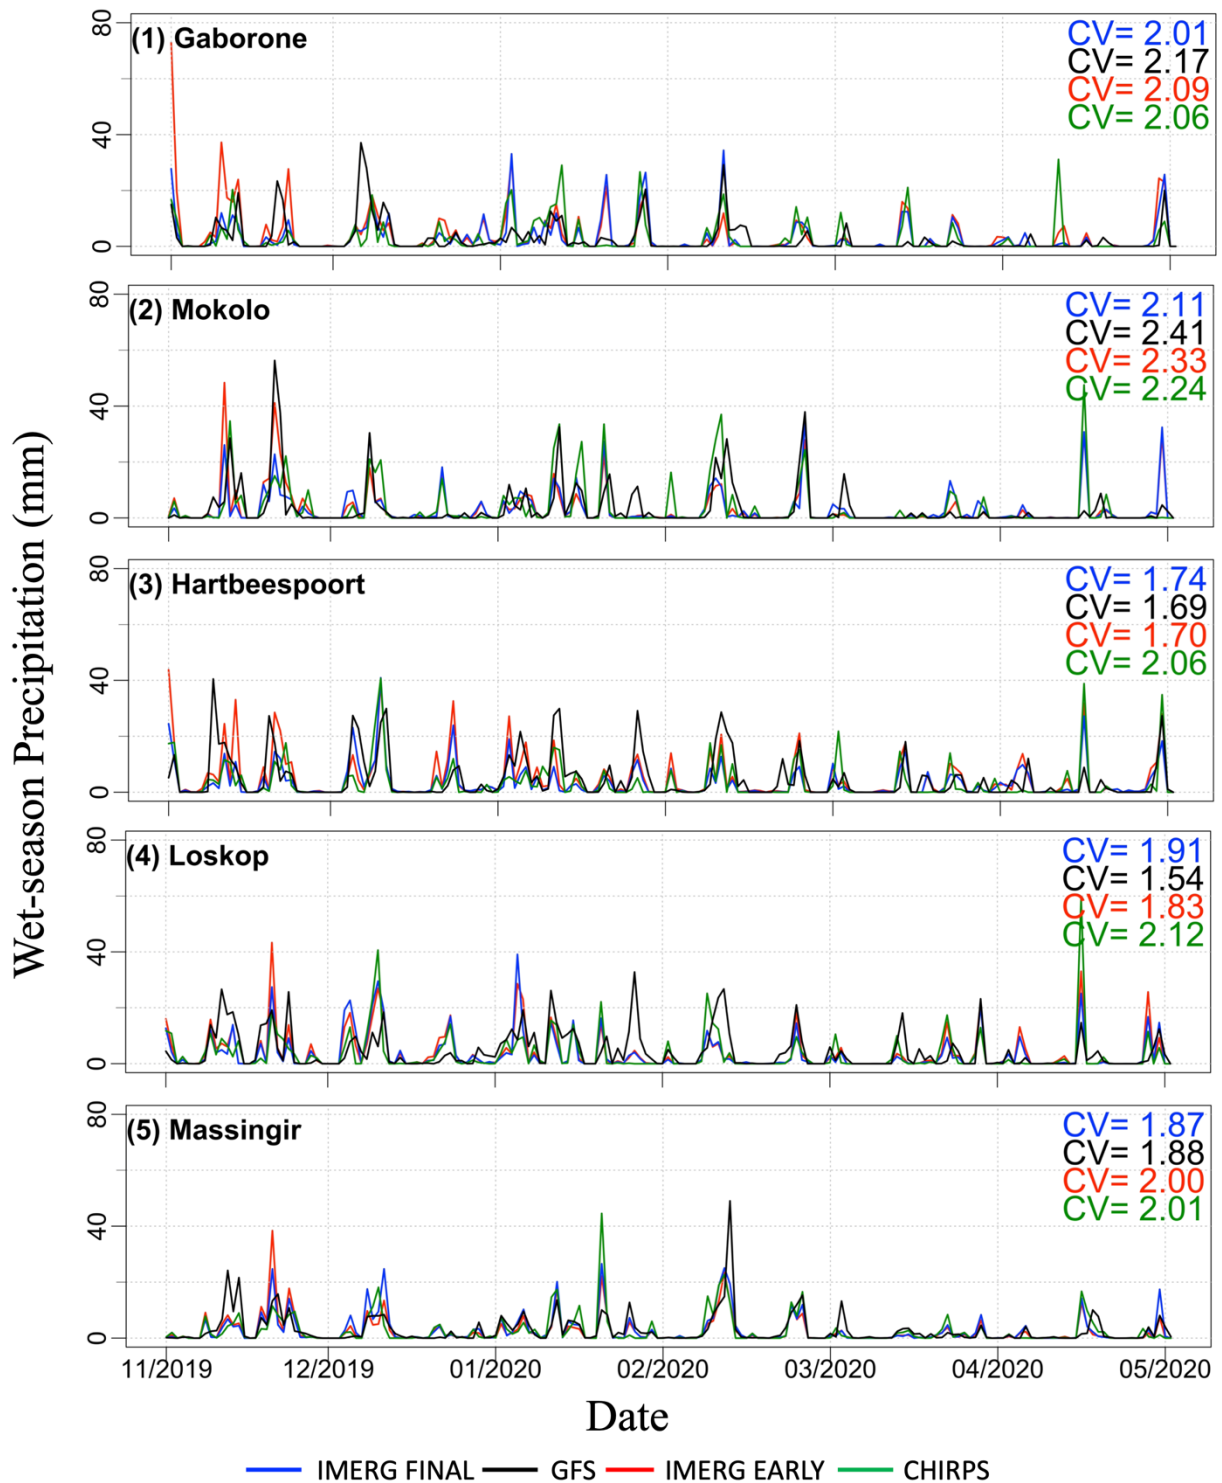 Wet-season Precipitation (mm)
(1) Gaborone
80
40
0
CV= 2.01
CV= 2.17
CV= 2.09
CV= 2.06
(2) Mokolo
80
40
0
CV= 2.11
CV= 2.41
CV= 2.33
CV= 2.24
(3) Hartbeespoort
80
40
0
CV= 1.74
CV= 1.69
CV= 1.70
CV= 2.06
(4) Loskop
80
40
0
CV= 1.91
CV= 1.54
CV= 1.83
CV= 2.12
(5) Massingir
80
40
0
CV= 1.87
CV= 1.88
CV= 2.00
CV= 2.01
11/2019 12/2019 01/2020 02/2020 03/2020 04/2020 05/2020
Date
IMERG FINAL GFS IMERG EARLY CHIRPS